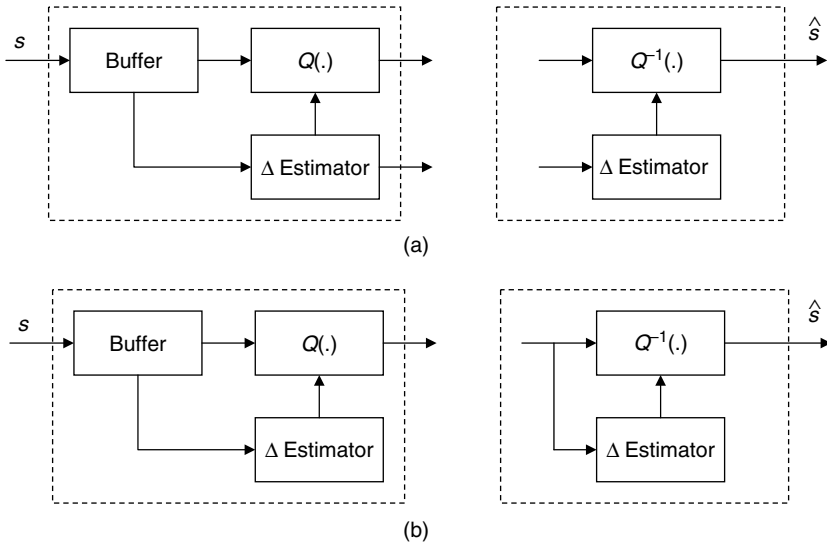 s
Buffer
Q(.)
Δ Estimator
Q⁻¹(.)
ŝ
Δ Estimator
(a)
s
Buffer
Q(.)
Δ Estimator
Q⁻¹(.)
ŝ
Δ Estimator
(b)